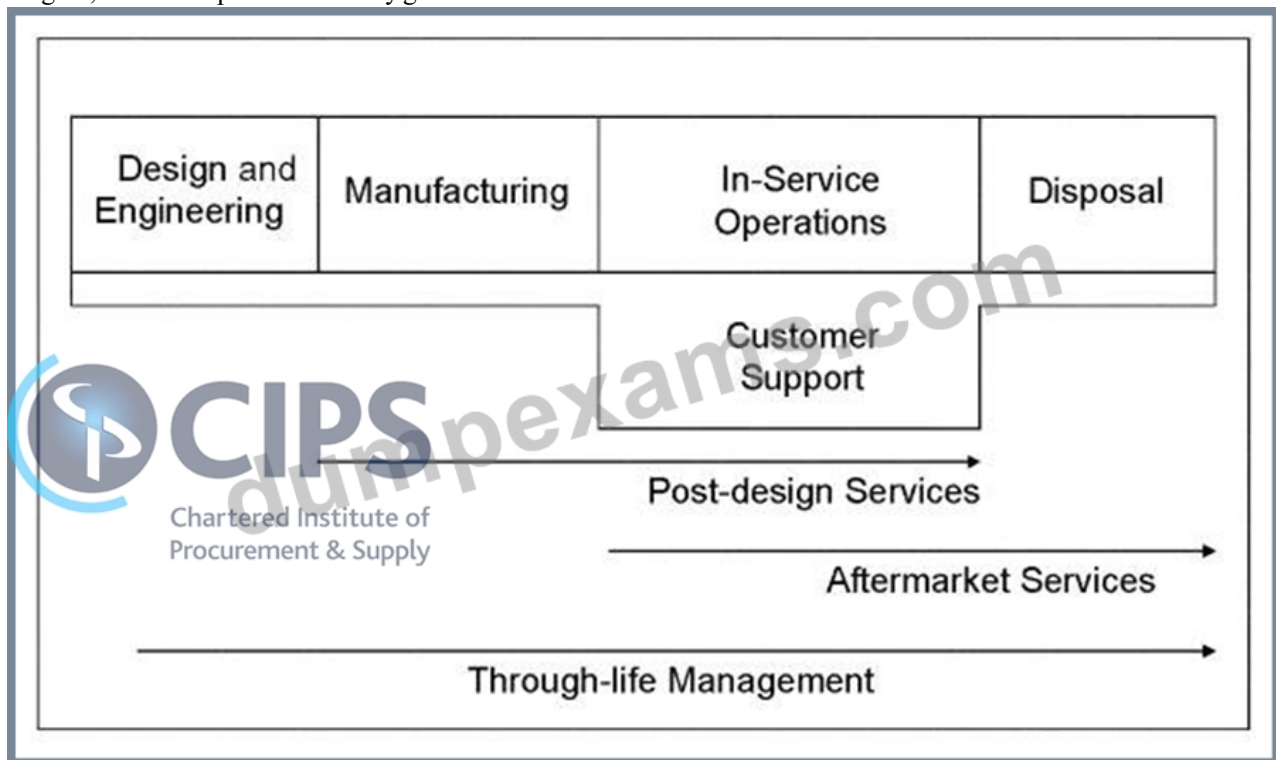 Design and
Engineering
Manufacturing
In-Service
Operations
Disposal
Customer
Support
dumpexams.com
CIPS
Chartered Institute of
Procurement & Supply
Post-design Services
Aftermarket Services
Through-life Management